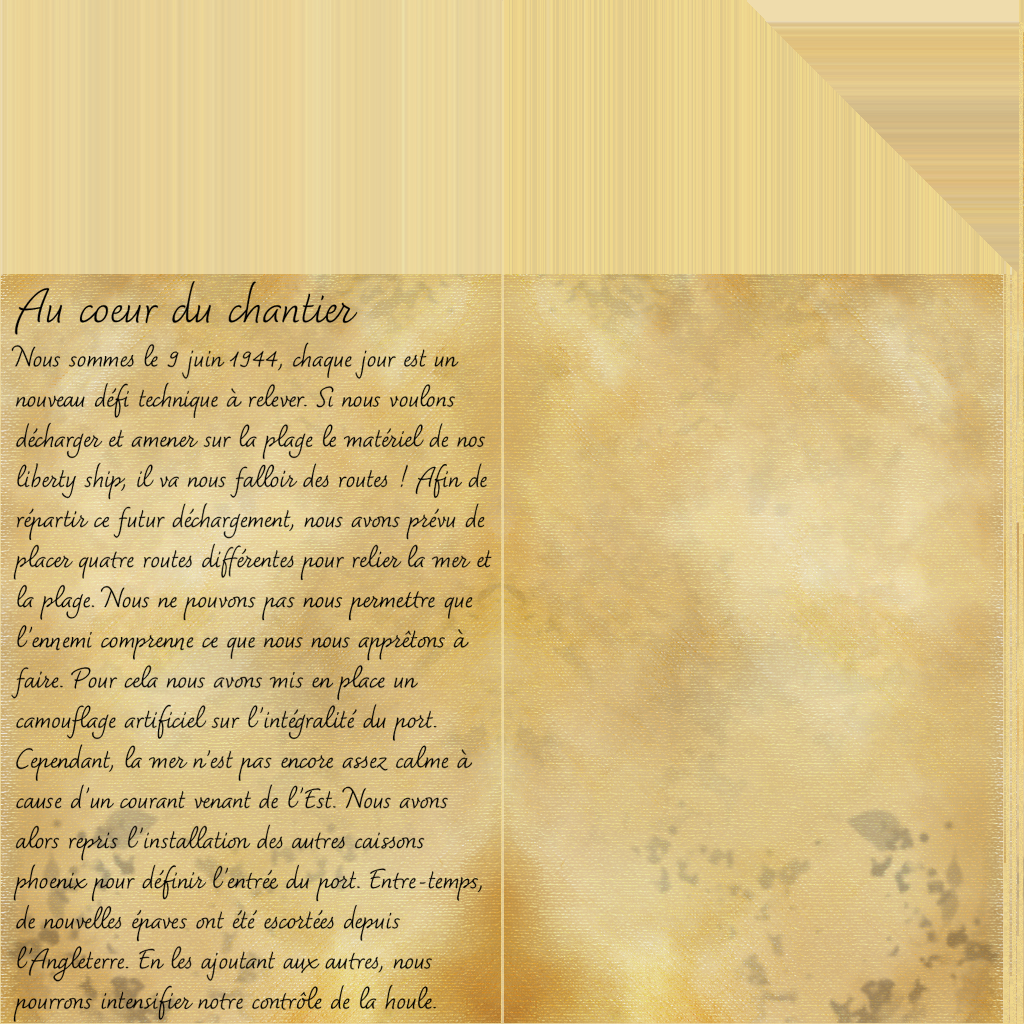 Au coeur du chantier
Nous sommes le 9 juin 1944, chaque jour est un
nouveau défi technique à relever. Si nous voulons
décharger et amener sur la plage le matériel de nos
liberty ship, il va nous falloir des routes ! Afin de
répartir ce futur déchargement, nous avons prévu de
placer quatre routes différentes pour relier la mer et
la plage. Nous ne pouvons pas nous permettre que
l'ennemi comprenne ce que nous nous apprêtons à
faire. Pour cela nous avons mis en place un
camouflage artificiel sur l'intégralité du port.
Cependant, la mer n'est pas encore assez calme à
cause d'un courant venant de l'Est. Nous avons
alors repris l'installation des autres caissons
phoenix pour définir l'entrée du port. Entre-temps,
de nouvelles épaves ont été escortées depuis
l'Angleterre. En les ajoutant aux autres, nous
pourrons intensifier notre contrôle de la houle.